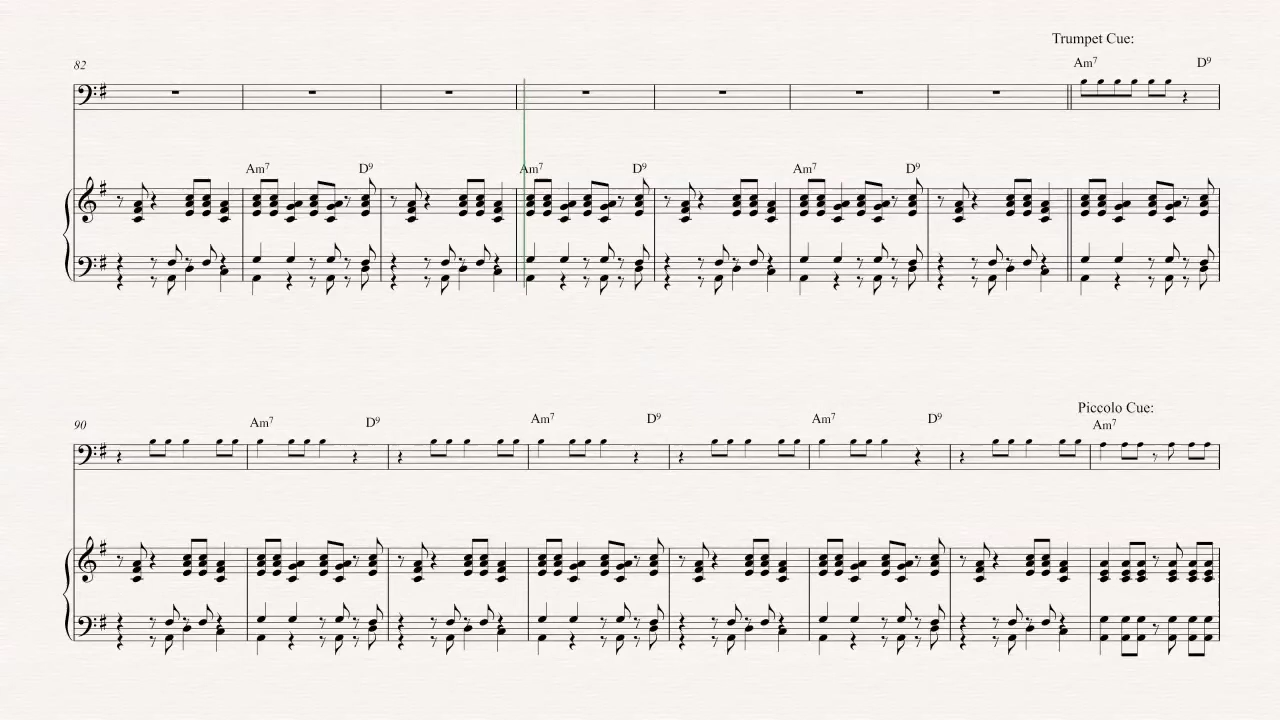 Trumpet Cue:
82
Am7 D9
Am7 D9 Am7 D9 Am7 D9
Piccolo Cue:
90
Am7 D9 Am7 D9 Am7 D9 Am7